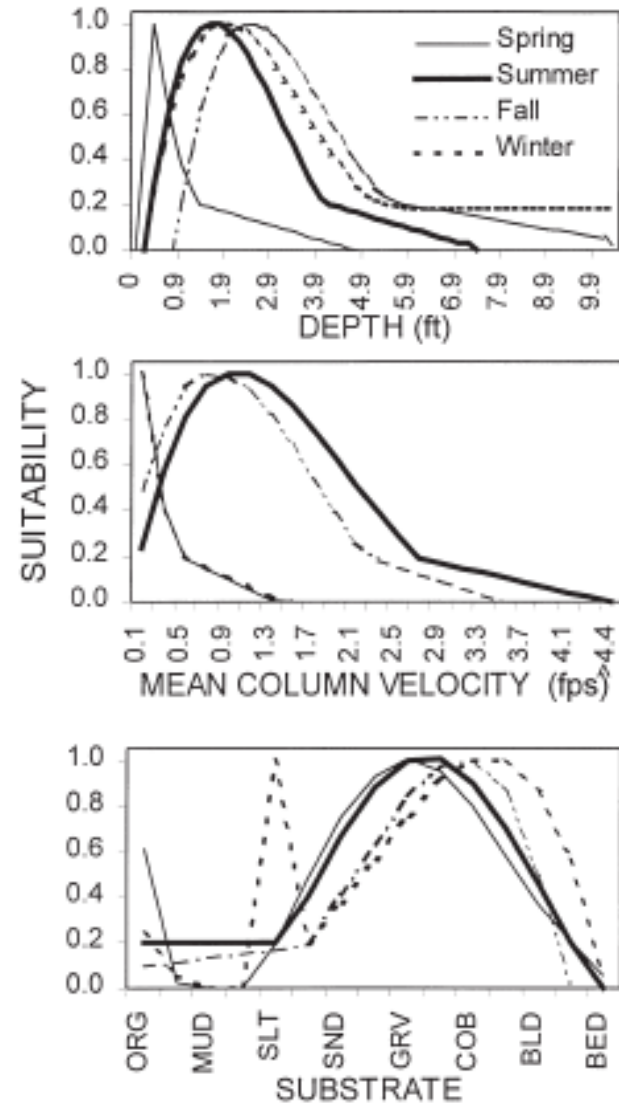 1.0
0.8
0.6
0.4
0.2
0.0
Spring
Summer
Fall
Winter
0 0.9 1.9 2.9 3.9 4.9 5.9 6.9 7.9 8.9 9.9
DEPTH (ft)
SUITABILITY
1.0
0.8
0.6
0.4
0.2
0.0
0.1 0.5 0.9 1.3 1.7 2.1 2.5 2.9 3.3 3.7 4.1 >4.4
MEAN COLUMN VELOCITY (fps)
1.0
0.8
0.6
0.4
0.2
0.0
ORG MUD SLT SND GRV COB BLD BED
SUBSTRATE